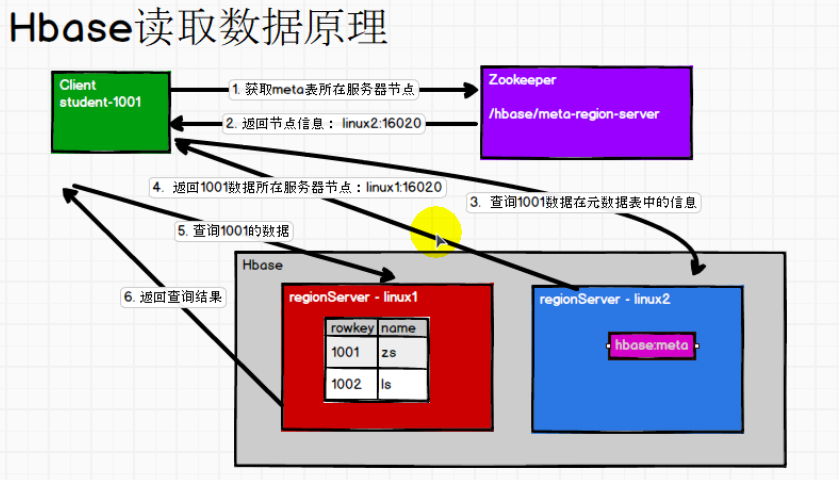 Hbase读取数据原理
Client
student-1001
1. 获取meta表所在服务器节点
Zookeeper
/hbase/meta-region-server
2. 返回节点信息： linux2:16020
4. 返回1001数据所在服务器节点：linux1:16020
3. 查询1001数据在元数据表中的信息
5. 查询1001的数据
Hbase
6. 返回查询结果
regionServer - linux1
rowkey name
1001 zs
1002 ls
regionServer - linux2
hbase:meta